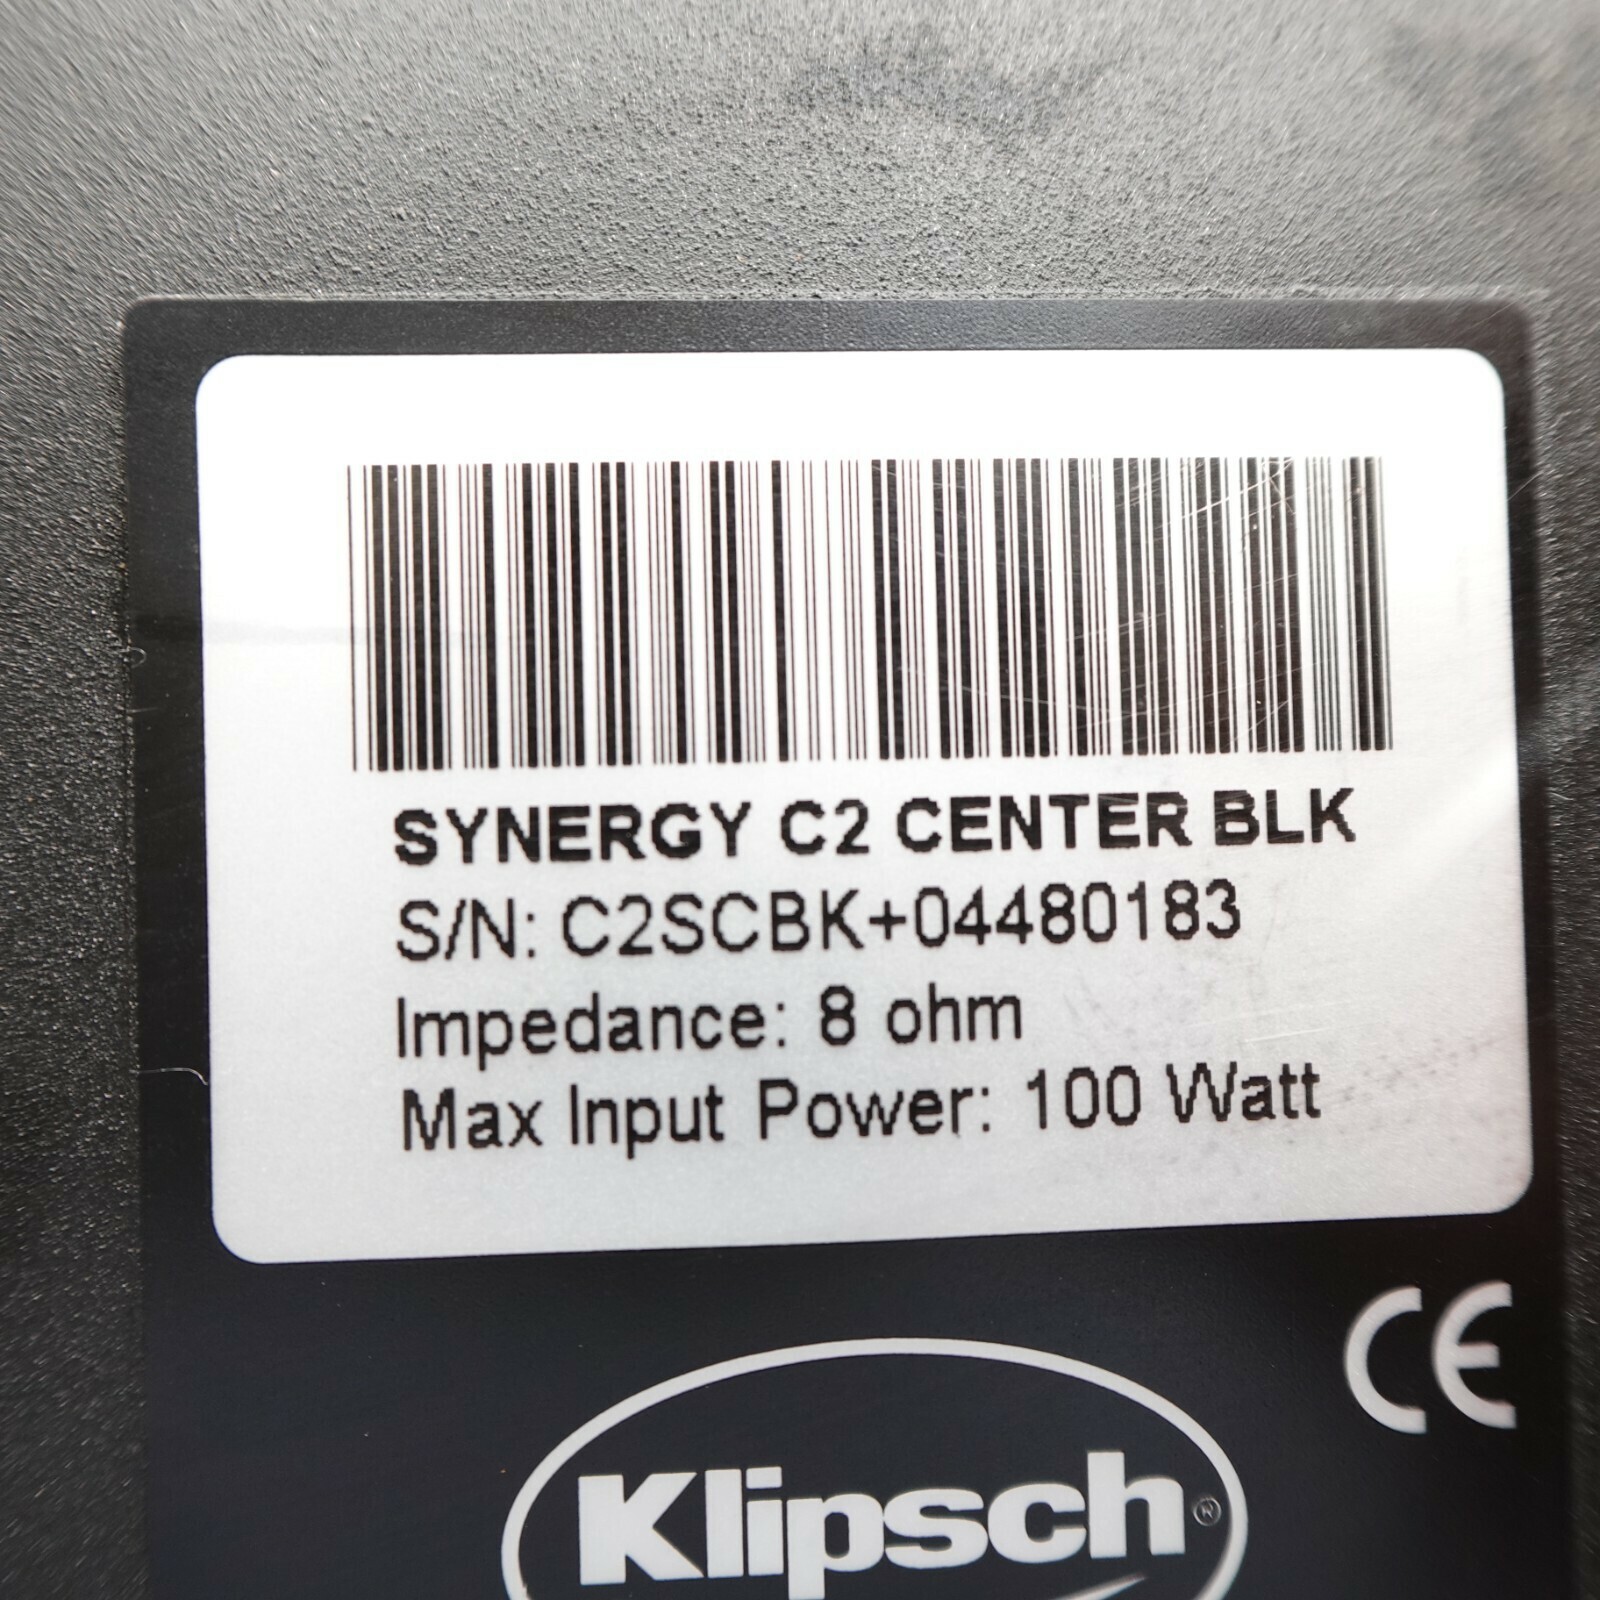 SYNERGY C2 CENTER BLK
S/N: C2SCBK+04480183
Impedance: 8 ohm
Max Input Power: 100 Watt
CE
Klipsch®